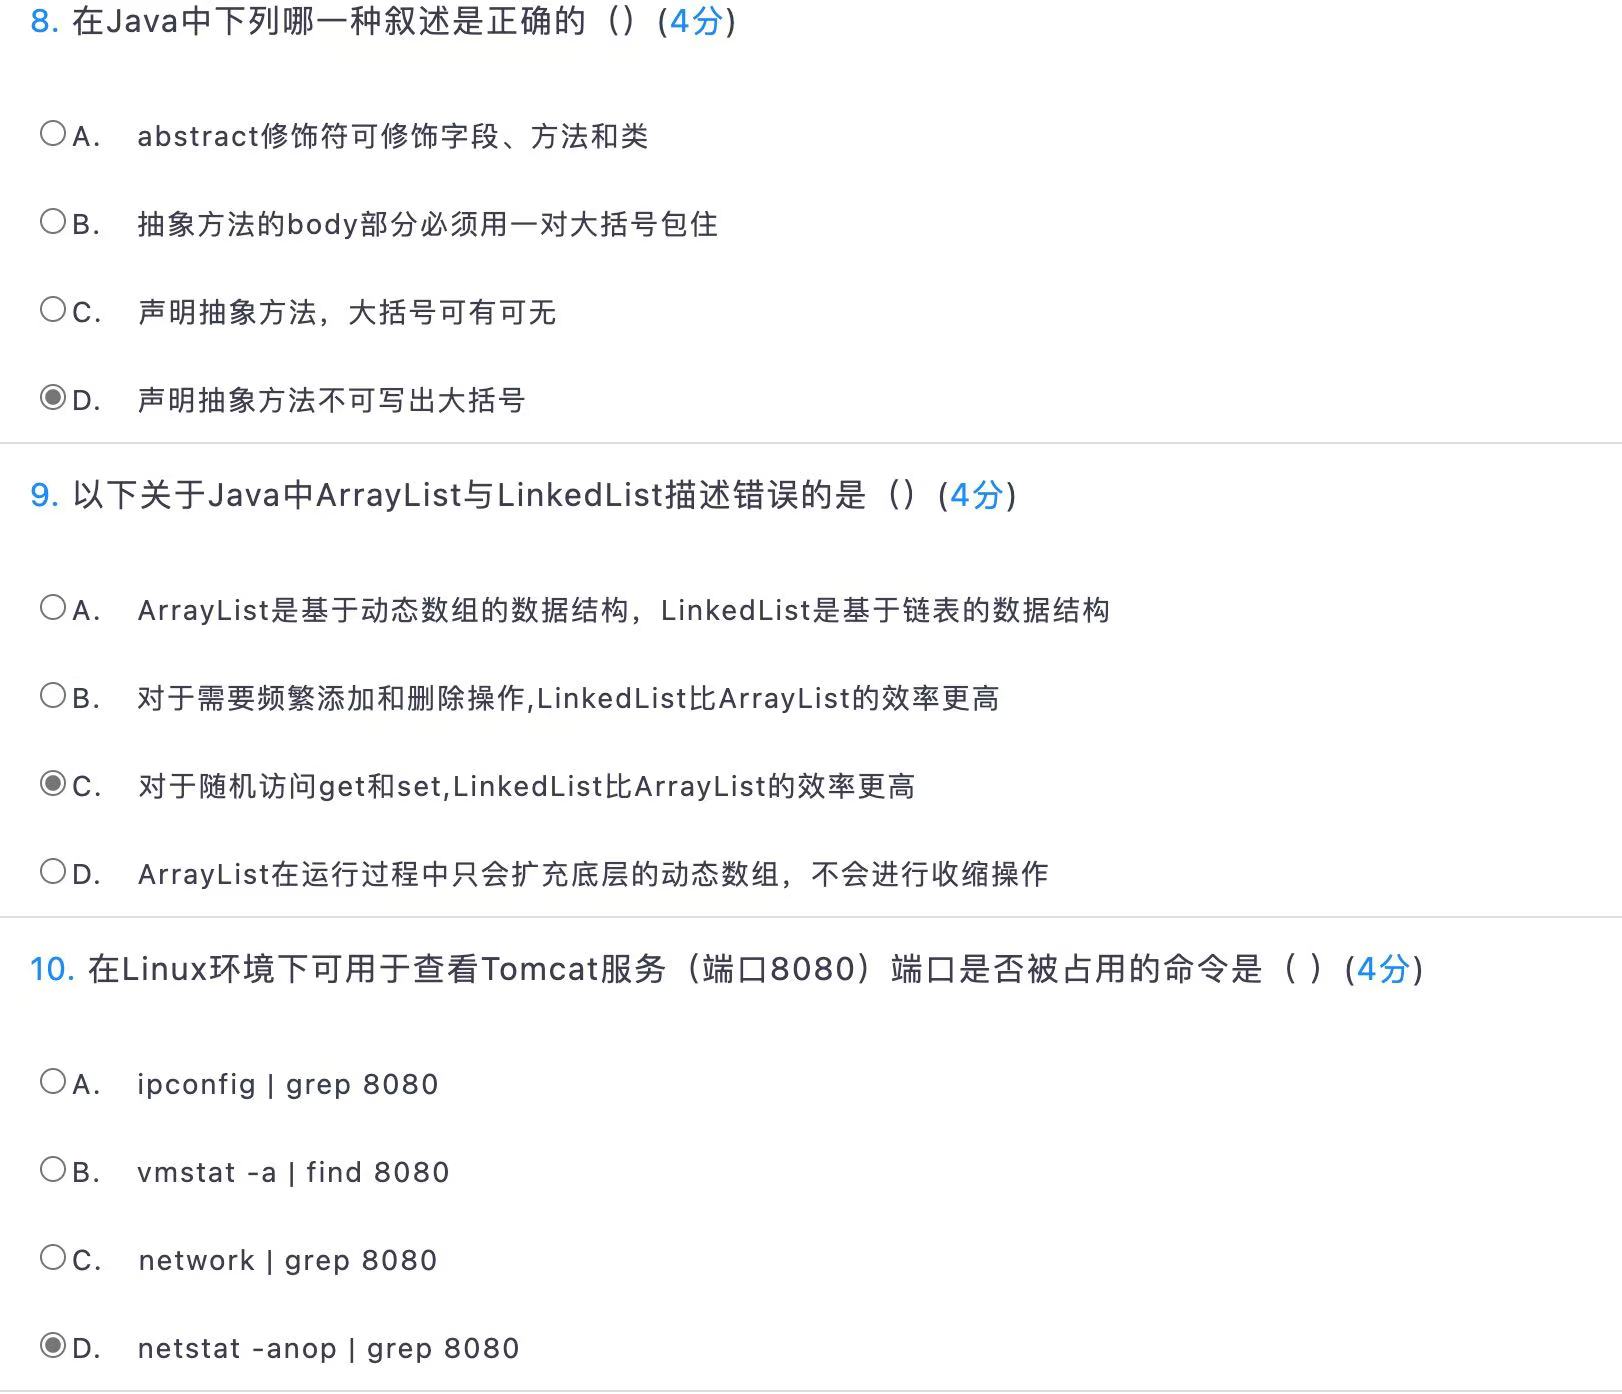 8. 在Java中下列哪一种叙述是正确的（）(4分)
A. abstract修饰符可修饰字段、方法和类
B. 抽象方法的body部分必须用一对大括号包住
C. 声明抽象方法，大括号可有可无
D. 声明抽象方法不可写出大括号
9. 以下关于Java中ArrayList与LinkedList描述错误的是（）(4分)
A. ArrayList是基于动态数组的数据结构，LinkedList是基于链表的数据结构
B. 对于需要频繁添加和删除操作,LinkedList比ArrayList的效率更高
C. 对于随机访问get和set,LinkedList比ArrayList的效率更高
D. ArrayList在运行过程中只会扩充底层的动态数组，不会进行收缩操作
10. 在Linux环境下可用于查看Tomcat服务（端口8080）端口是否被占用的命令是（ ）(4分)
A. ipconfig | grep 8080
B. vmstat -a | find 8080
C. network | grep 8080
D. netstat -anop | grep 8080